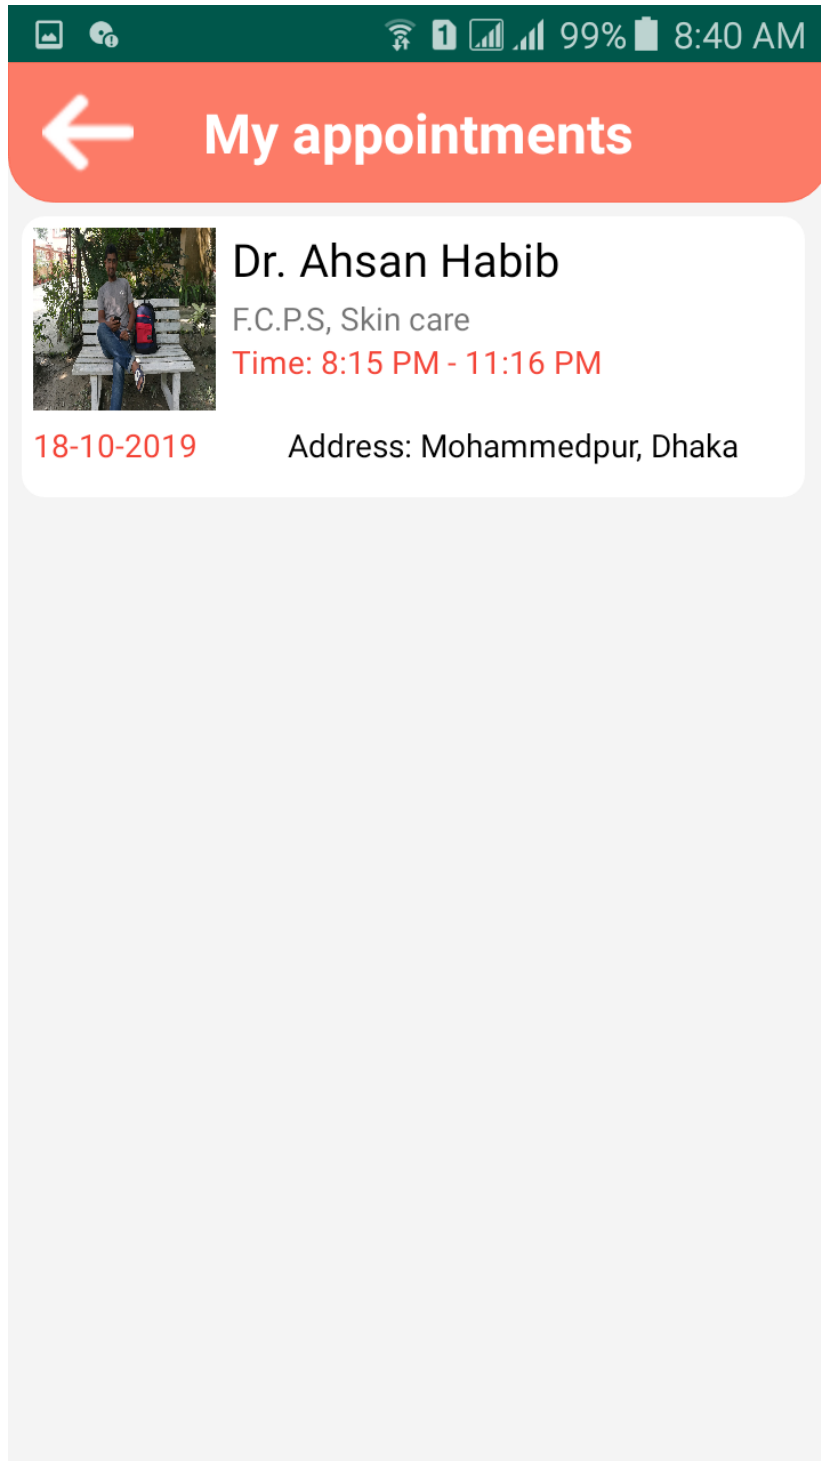 1 99% 8:40 AM
My appointments
Dr. Ahsan Habib
F.C.P.S, Skin care
Time: 8:15 PM - 11:16 PM
18-10-2019 Address: Mohammedpur, Dhaka